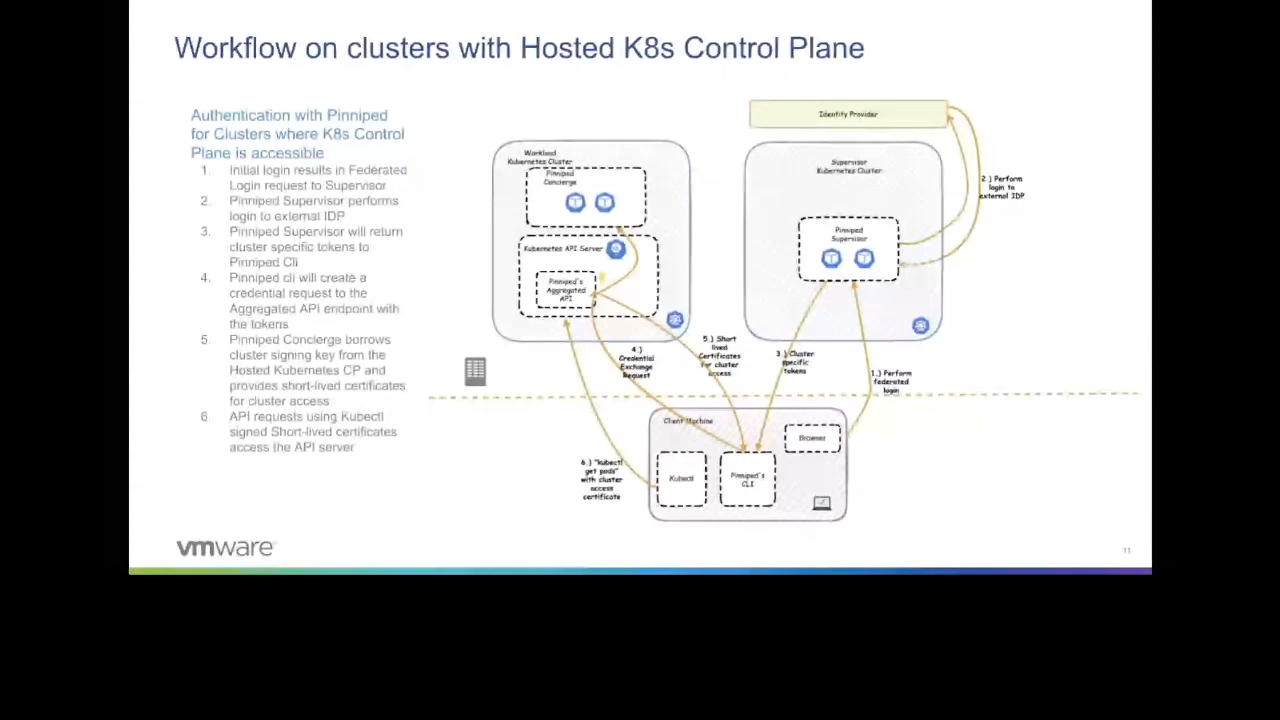 Workflow on clusters with Hosted K8s Control Plane
Authentication with Pinniped
for Clusters where K8s Control
Plane is accessible
1. Initial login results in Federated
Login request to Supervisor
2. Pinniped Supervisor performs
login to external IDP
3. Pinniped Supervisor will return
cluster specific tokens to
Pinniped Cli
4. Pinniped cli will create a
credential request to the
Aggregated API endpoint with
the tokens
5. Pinniped Concierge borrows
cluster signing key from the
Hosted Kubernetes CP and
provides short-lived certificates
for cluster access
6. API requests using Kubectl
signed Short-lived certificates
access the API server
Identity Provider
Workload
Kubernetes Cluster
Pinniped
Concierge
Kubernetes API Server
Pinniped's
Aggregated
API
Supervisor
Kubernetes Cluster
Pinniped
Supervisor
2.) Perform
login to
external IDP
4.)
Credential
Exchange
Request
5.) Short
lived
Certificates
for cluster
access
3.) Cluster
specific
tokens
1.) Perform
federated
login
Client Machine
Browser
Kubectl
Pinniped's
CLI
6.) "kubectl
get pods"
with cluster
access
certificate
vmware
11